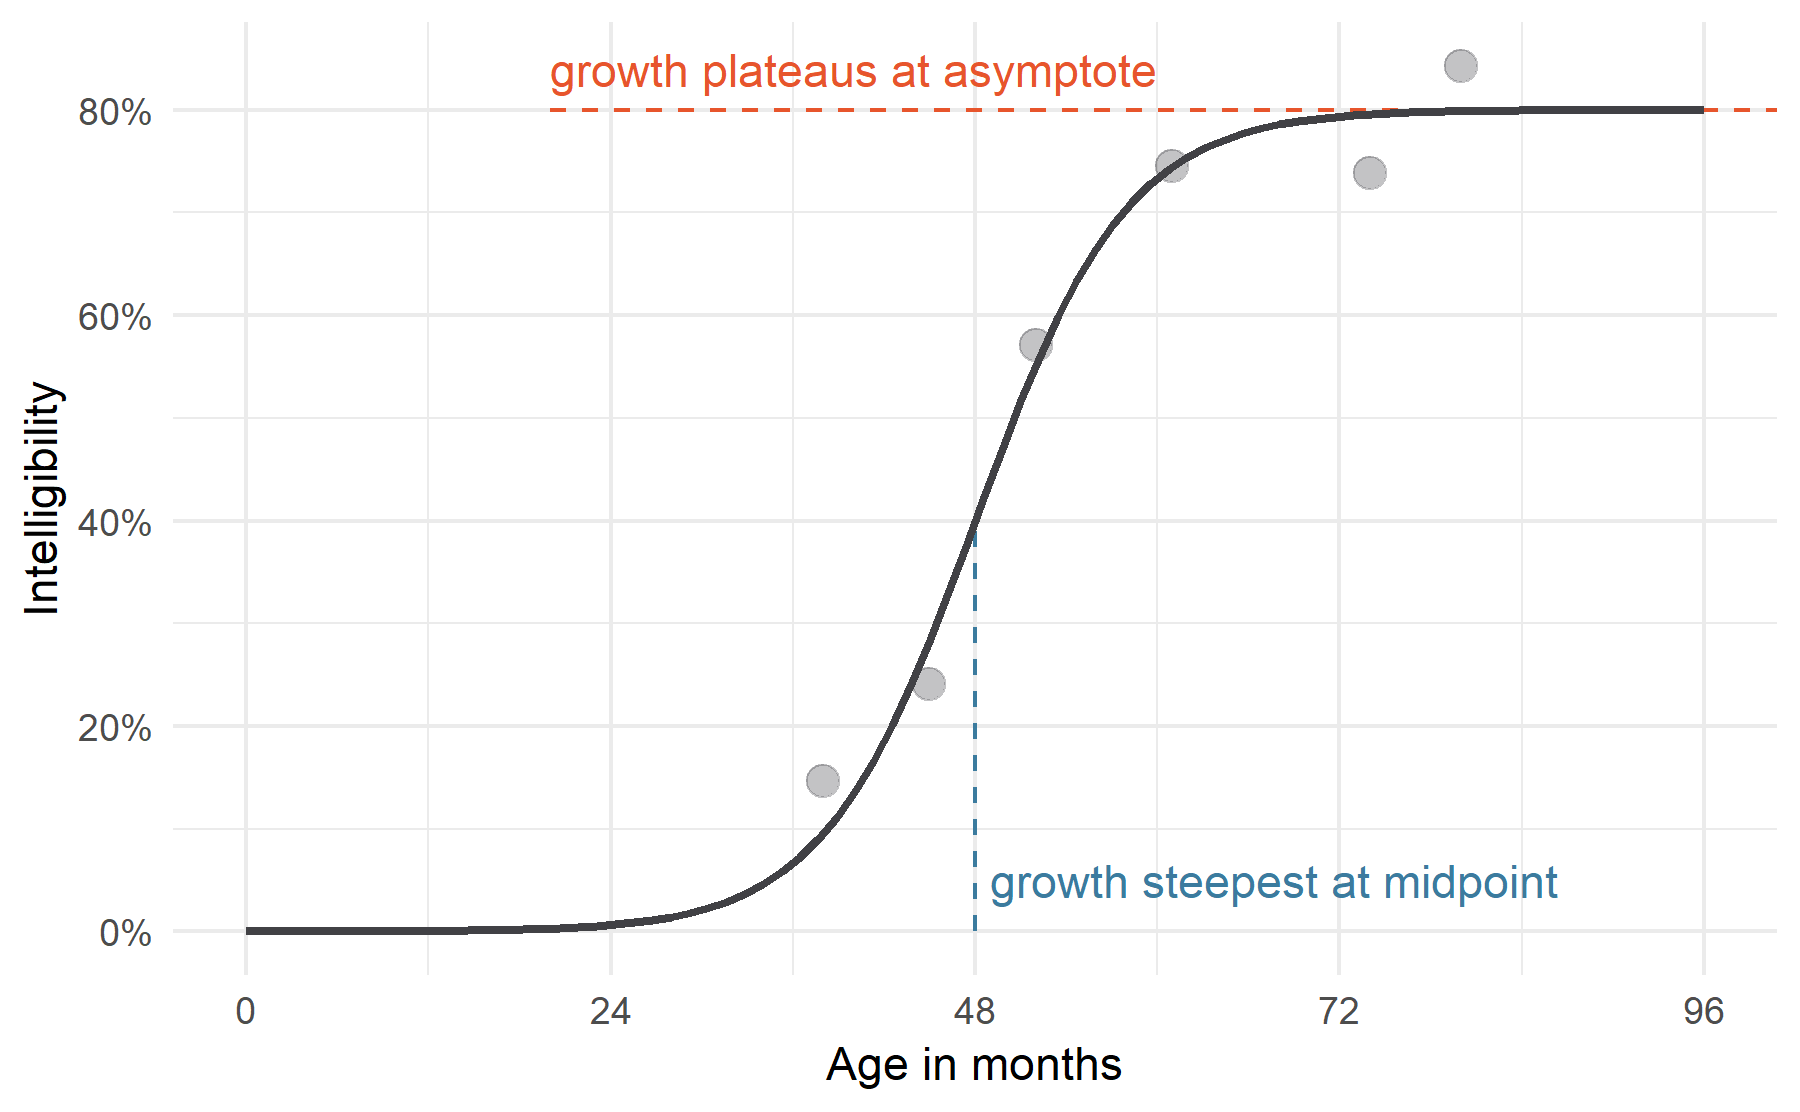 growth plateaus at asymptote
80%
60%
40%
20%
0%
Intelligibility
growth steepest at midpoint
0 24 48 72 96
Age in months